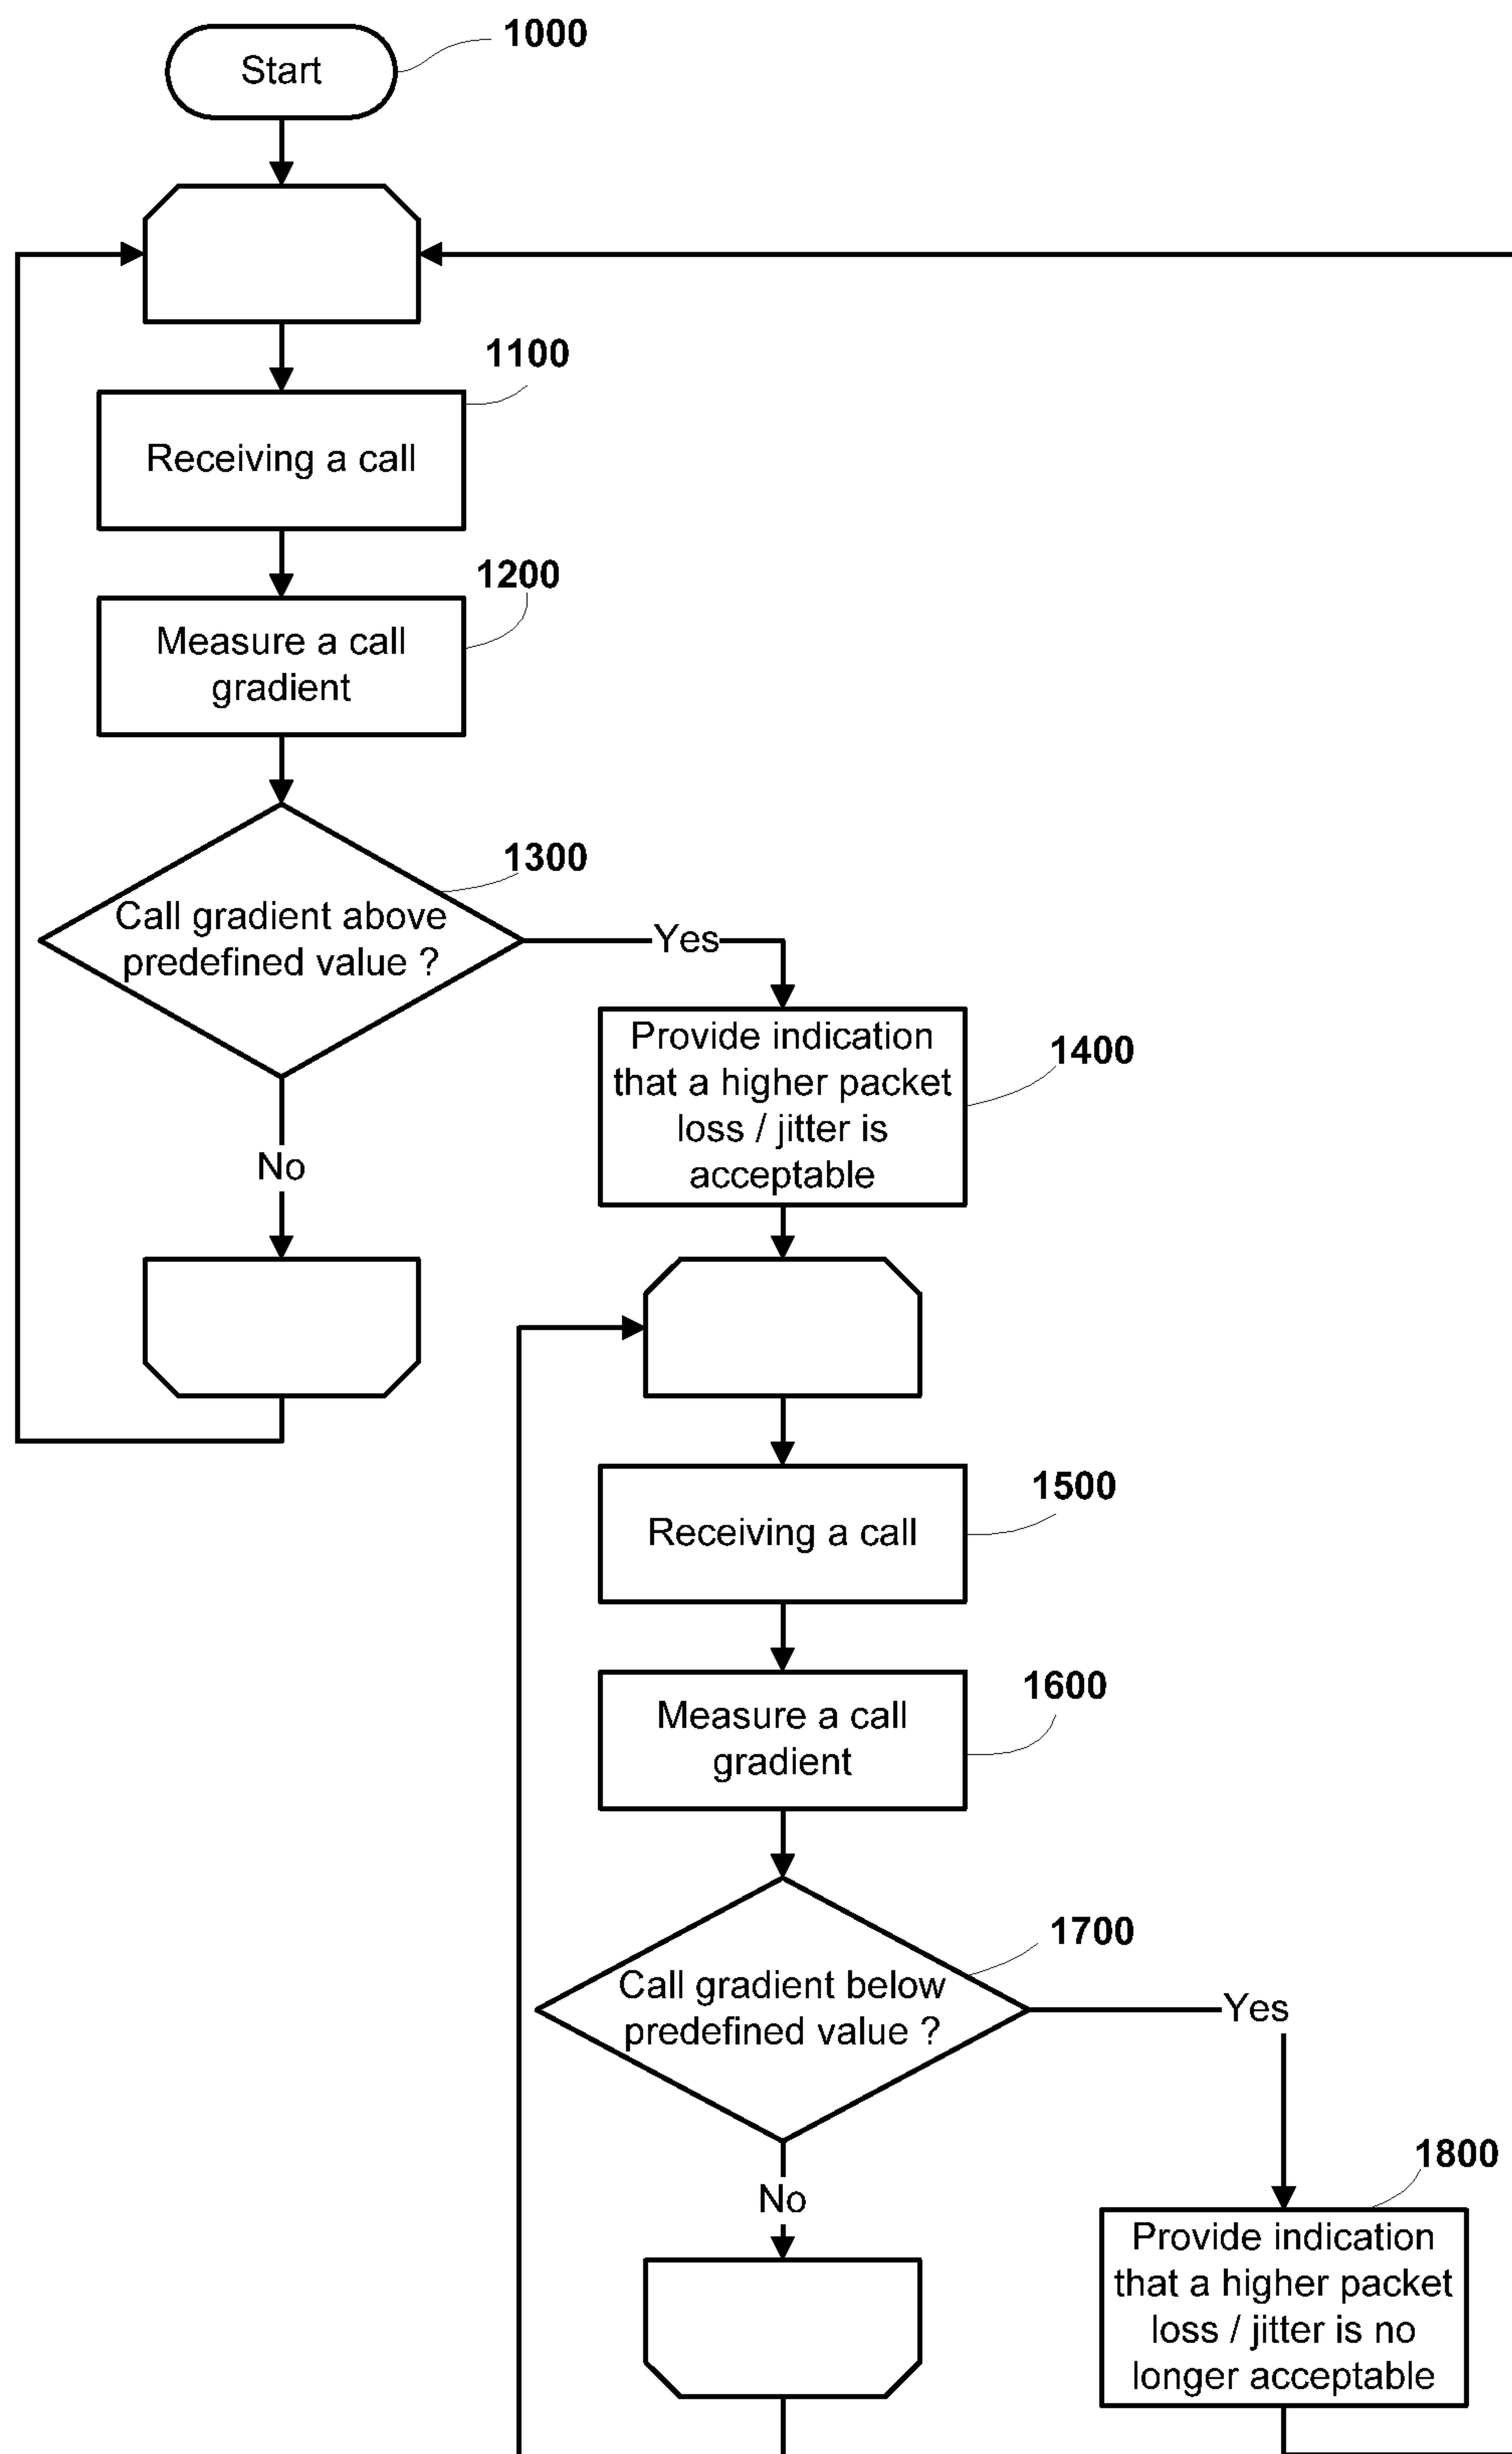 Start
1000
1100
Receiving a call
1200
Measure a call
gradient
1300
Call gradient above
predefined value ?
Yes
No
Provide indication
that a higher packet
loss / jitter is
acceptable
1400
1500
Receiving a call
1600
Measure a call
gradient
1700
Call gradient below
predefined value ?
Yes
No
1800
Provide indication
that a higher packet
loss / jitter is no
longer acceptable